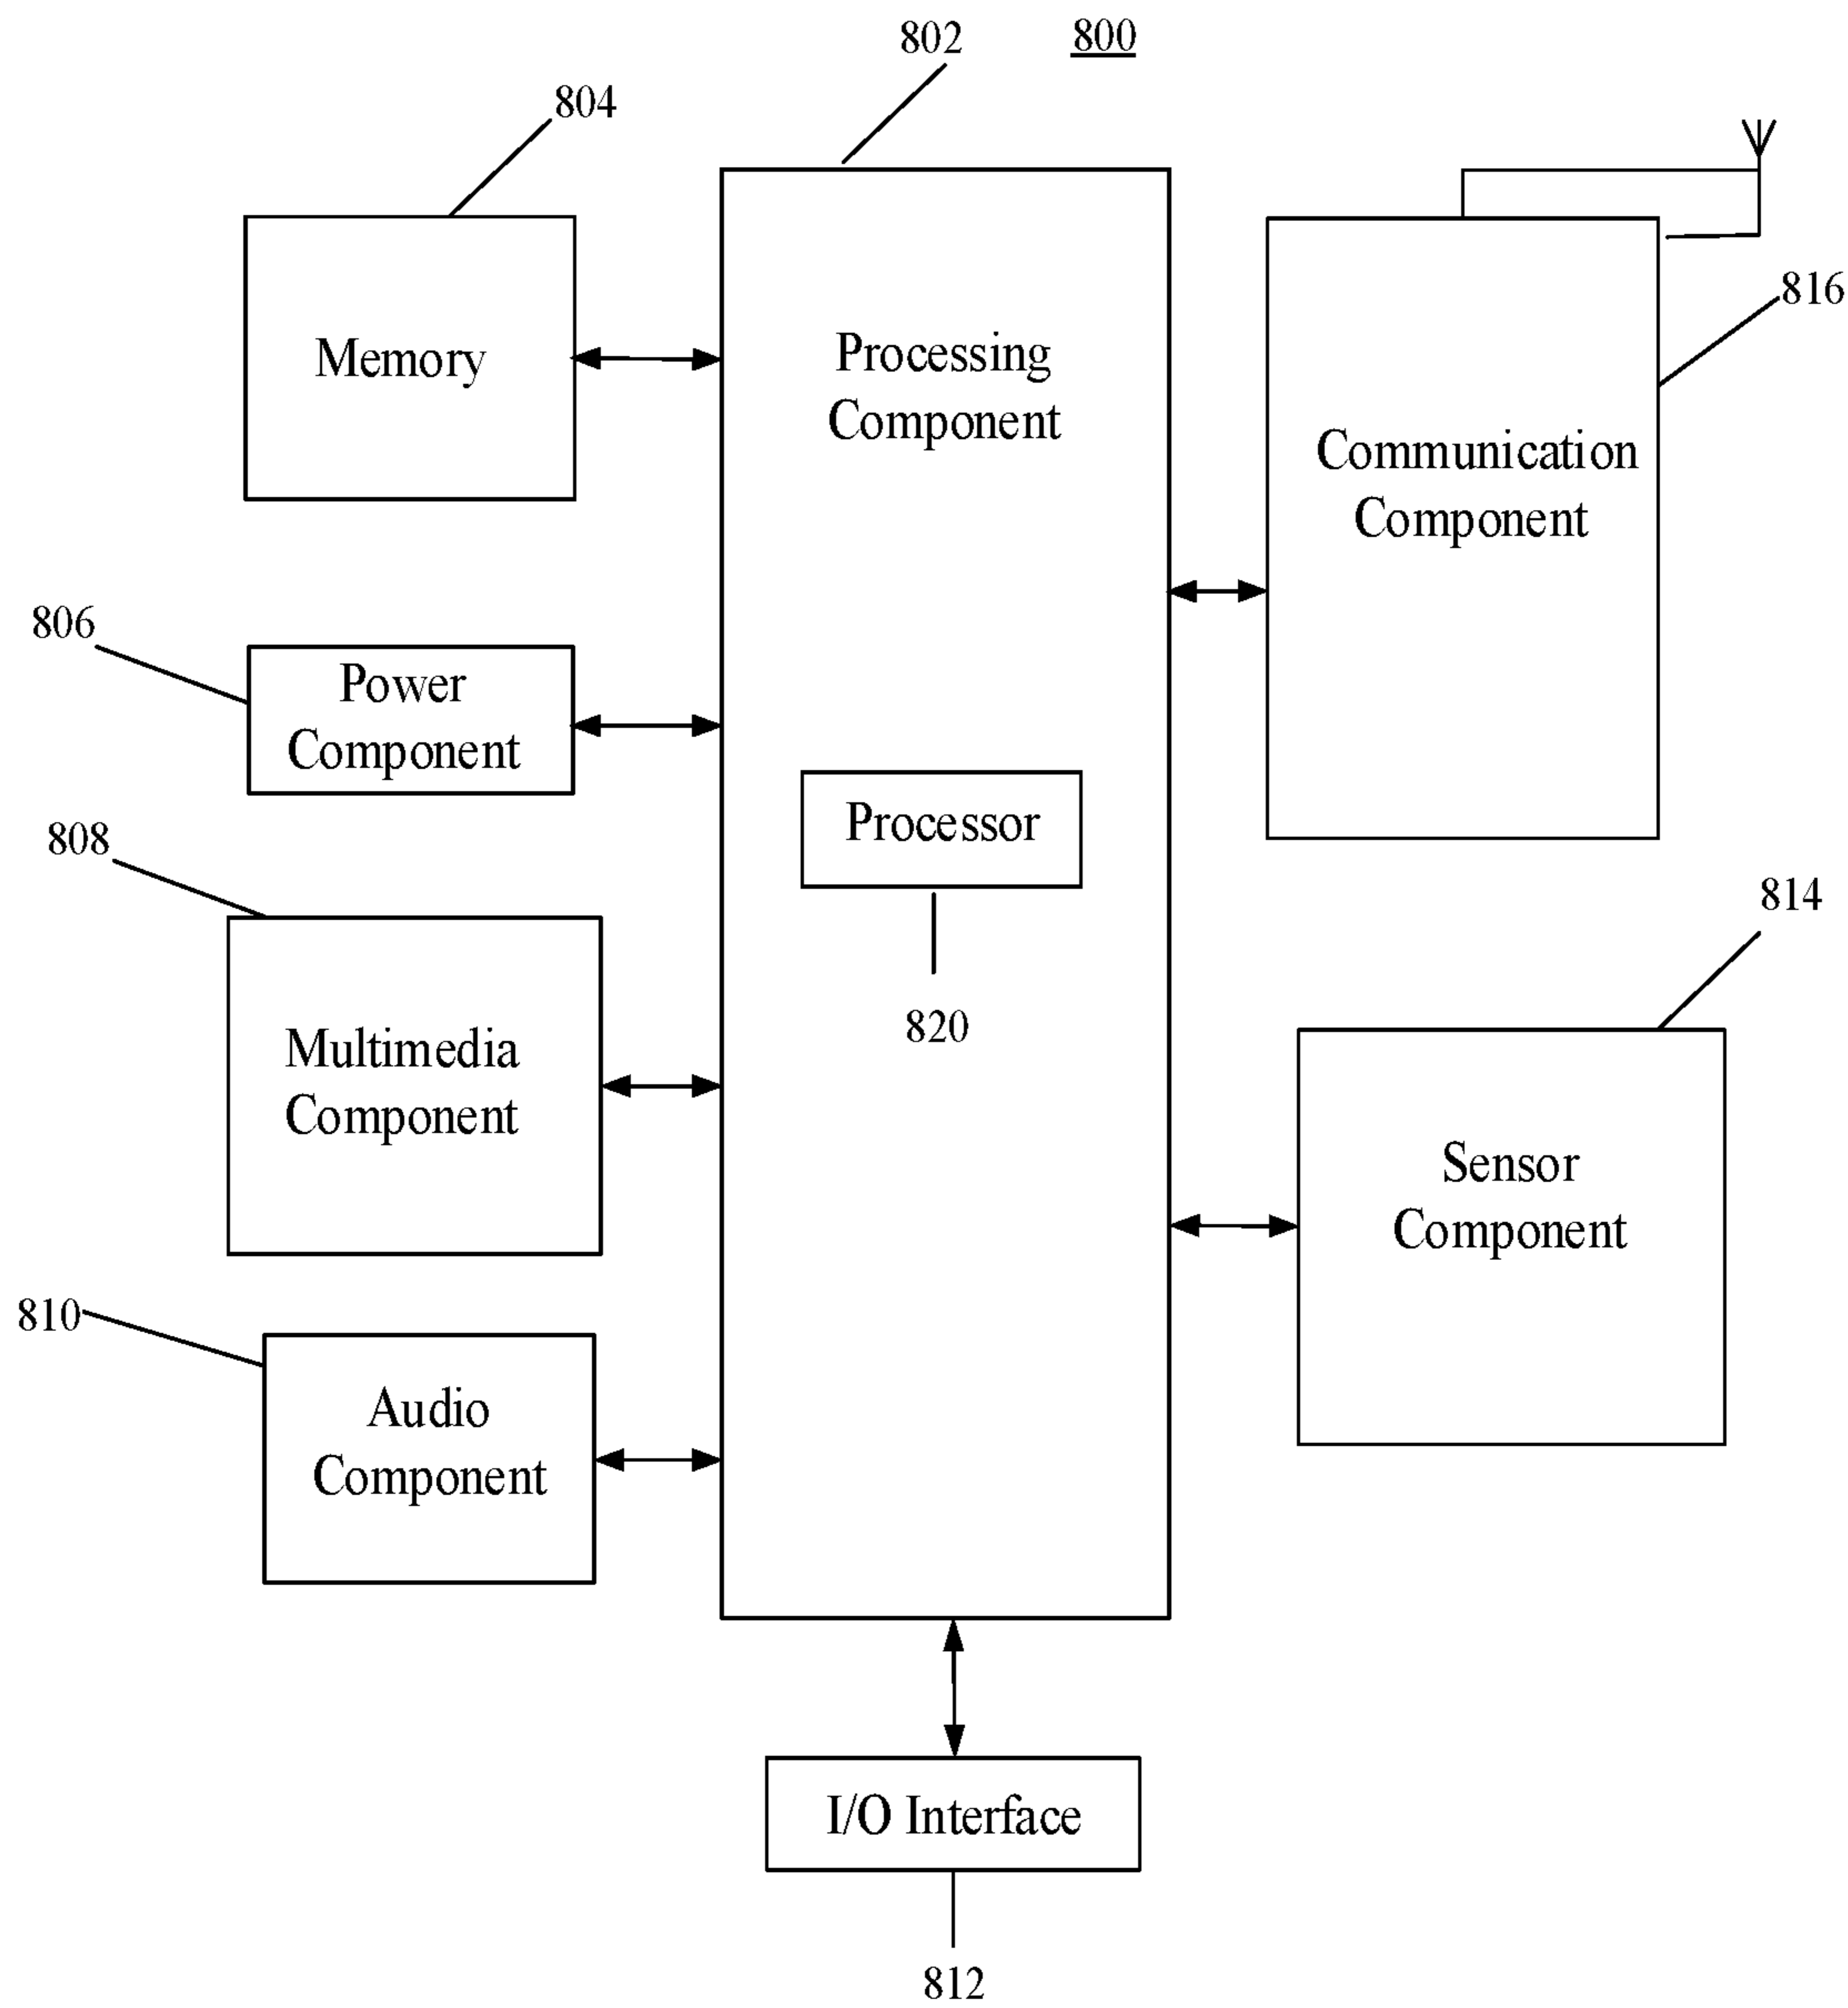 802
800
804
Memory
Processing
Component
816
Communication
Component
806
Power
Component
808
Processor
814
820
Multimedia
Component
Sensor
Component
810
Audio
Component
I/O Interface
812